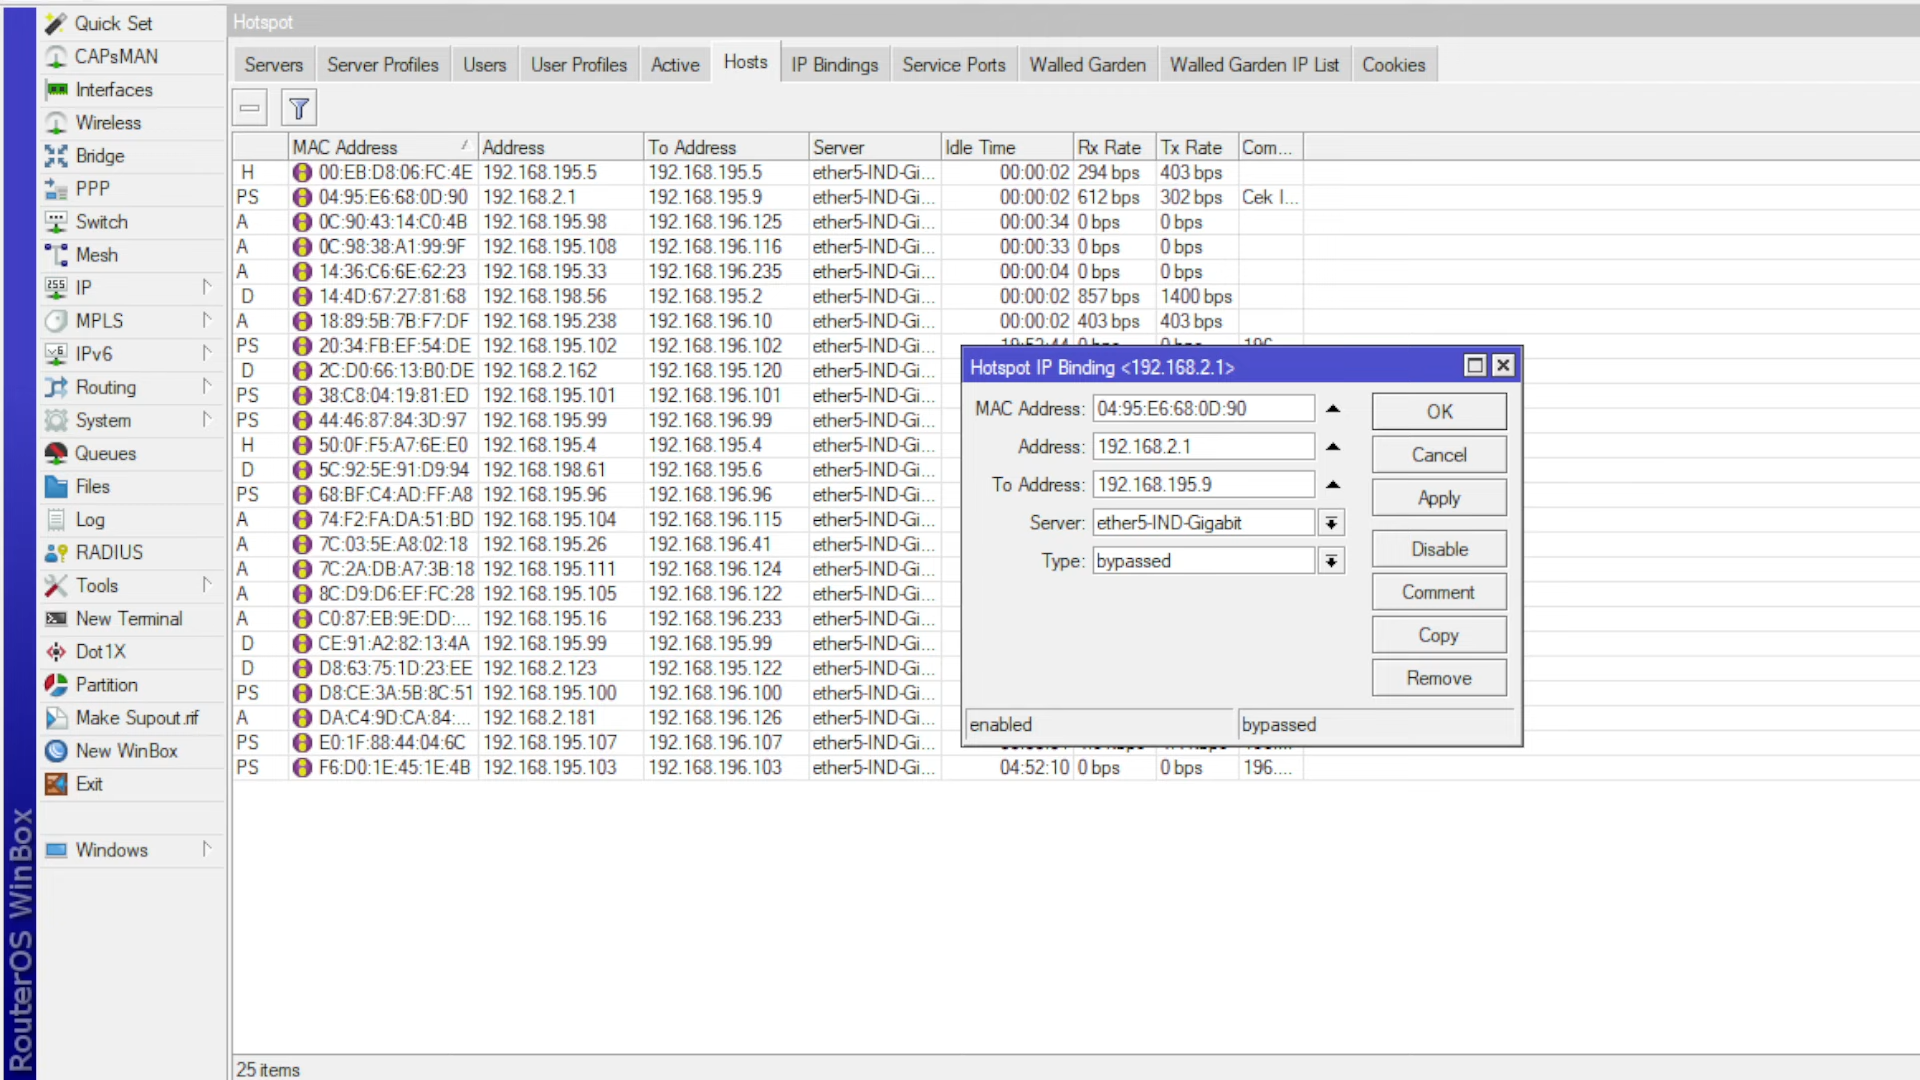 Quick Set
CAPsMAN
Interfaces
Wireless
Bridge
PPP
Switch
Mesh
IP
MPLS
IPv6
Routing
System
Queues
Files
Log
RADIUS
Tools
New Terminal
Dot1X
Partition
Make Supout.rif
New WinBox
Exit
Windows
RouterOS WinBox
Hotspot
Servers Server Profiles Users User Profiles Active Hosts IP Bindings Service Ports Walled Garden Walled Garden IP List Cookies
MAC Address Address To Address Server Idle Time Rx Rate Tx Rate Com...
H 00:EB:D8:06:FC:4E 192.168.195.5 192.168.195.5 ether5-IND-Gi... 00:00:02 294 bps 403 bps
PS 04:95:E6:68:0D:90 192.168.2.1 192.168.195.9 ether5-IND-Gi... 00:00:02 612 bps 302 bps Cek I...
A 0C:90:43:14:C0:4B 192.168.195.98 192.168.196.125 ether5-IND-Gi... 00:00:34 0 bps 0 bps
A 0C:98:38:A1:99:9F 192.168.195.108 192.168.196.116 ether5-IND-Gi... 00:00:33 0 bps 0 bps
A 14:36:C6:6E:62:23 192.168.195.33 192.168.196.235 ether5-IND-Gi... 00:00:04 0 bps 0 bps
D 14:4D:67:27:81:68 192.168.198.56 192.168.195.2 ether5-IND-Gi... 00:00:02 857 bps 1400 bps
A 18:89:5B:7B:F7:DF 192.168.195.238 192.168.196.10 ether5-IND-Gi... 00:00:02 403 bps 403 bps
PS 20:34:FB:EF:54:DE 192.168.195.102 192.168.196.102 ether5-IND-Gi...
D 2C:D0:66:13:B0:DE 192.168.2.162 192.168.195.120 ether5-IND-Gi...
PS 38:C8:04:19:81:ED 192.168.195.101 192.168.196.101 ether5-IND-Gi...
PS 44:46:87:84:3D:97 192.168.195.99 192.168.196.99 ether5-IND-Gi...
H 50:0F:F5:A7:6E:E0 192.168.195.4 192.168.195.4 ether5-IND-Gi...
D 5C:92:5E:91:D9:94 192.168.198.61 192.168.195.6 ether5-IND-Gi...
PS 68:BF:C4:AD:FF:A8 192.168.195.96 192.168.196.96 ether5-IND-Gi...
A 74:F2:FA:DA:51:BD 192.168.195.104 192.168.196.115 ether5-IND-Gi...
A 7C:03:5E:A8:02:18 192.168.195.26 192.168.196.41 ether5-IND-Gi...
A 7C:2A:DB:A7:3B:18 192.168.195.111 192.168.196.124 ether5-IND-Gi...
A 8C:D9:D6:EF:FC:28 192.168.195.105 192.168.196.122 ether5-IND-Gi...
A C0:87:EB:9E:DD:... 192.168.195.16 192.168.196.233 ether5-IND-Gi...
D CE:91:A2:82:13:4A 192.168.195.99 192.168.195.99 ether5-IND-Gi...
D D8:63:75:1D:23:EE 192.168.2.123 192.168.195.122 ether5-IND-Gi...
PS D8:CE:3A:5B:8C:51 192.168.195.100 192.168.196.100 ether5-IND-Gi...
A DA:C4:9D:CA:84:... 192.168.2.181 192.168.196.126 ether5-IND-Gi...
PS E0:1F:88:44:04:6C 192.168.195.107 192.168.196.107 ether5-IND-Gi...
PS F6:D0:1E:45:1E:4B 192.168.195.103 192.168.196.103 ether5-IND-Gi... 04:52:10 0 bps 0 bps 196....
Hotspot IP Binding <192.168.2.1>
MAC Address: 04:95:E6:68:0D:90
Address: 192.168.2.1
To Address: 192.168.195.9
Server: ether5-IND-Gigabit
Type: bypassed
OK
Cancel
Apply
Disable
Comment
Copy
Remove
enabled bypassed
25 items